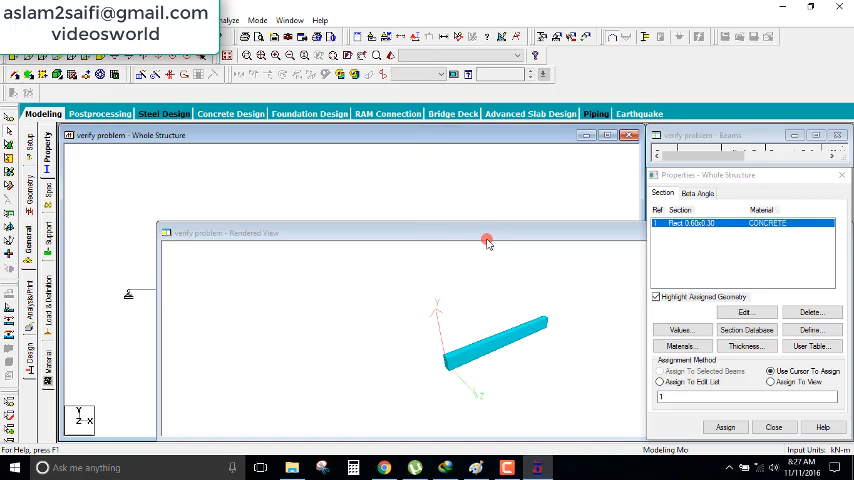 aslam2saifi@gmail.com
videosworld
alyze Mode Window Help
Modeling Postprocessing Steel Design Concrete Design Foundation Design RAM Connection Bridge Deck Advanced Slab Design Piping Earthquake
verify problem - Whole Structure
verify problem - Beams
Setup
Geometry
General
Analysis/Print
Design
Property
Spec
Support
Load & Definition
Material
verify problem - Rendered View
Y
Z
Y
Z X
Properties - Whole Structure
Section Beta Angle
Ref Section Material
1 Rect 0.60x0.30 CONCRETE
Highlight Assigned Geometry
Edit... Delete...
Values... Section Database Define...
Materials... Thickness... User Table...
Assignment Method
Assign To Selected Beams Use Cursor To Assign
Assign To Edit List Assign To View
1
Assign Close Help
For Help, press F1
Modeling Mo
Input Units: kN-m
Ask me anything
8:27 AM
11/11/2016